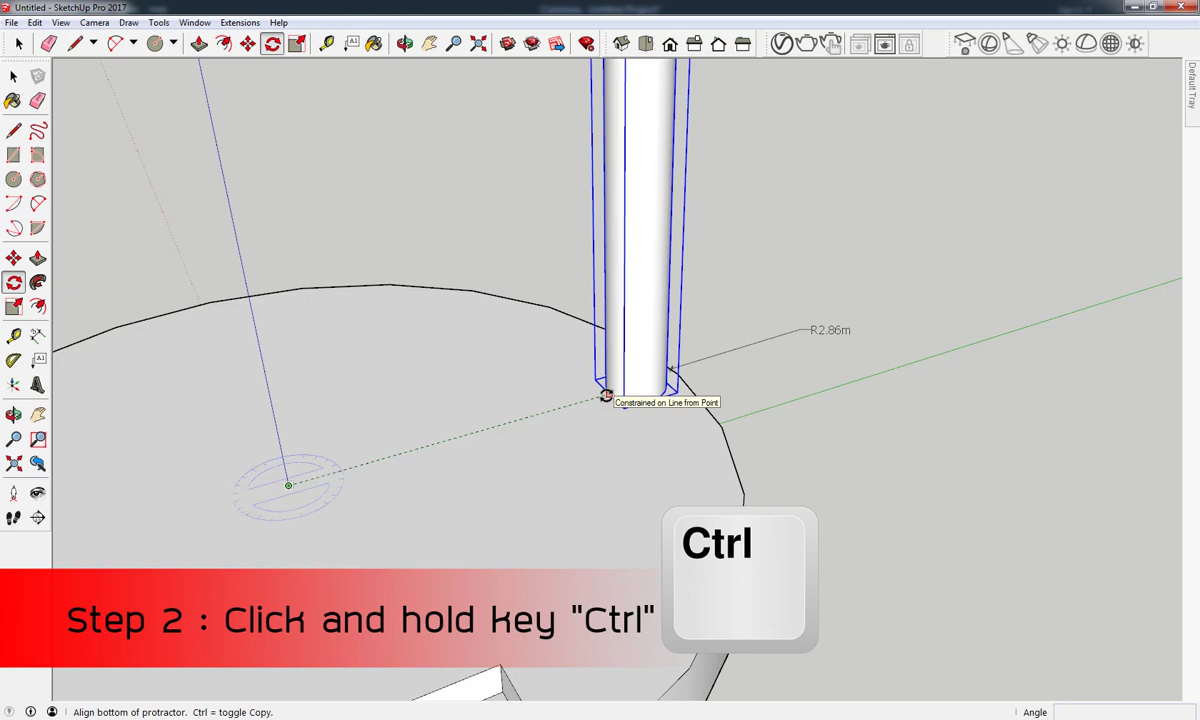 Untitled - SketchUp Pro 2017
File Edit View Camera Draw Tools Window Extensions Help
Default Tray
R2.86m
Constrained on Line from Point
Ctrl
Step 2 : Click and hold key "Ctrl"
Align bottom of protractor. Ctrl = toggle Copy.
Angle